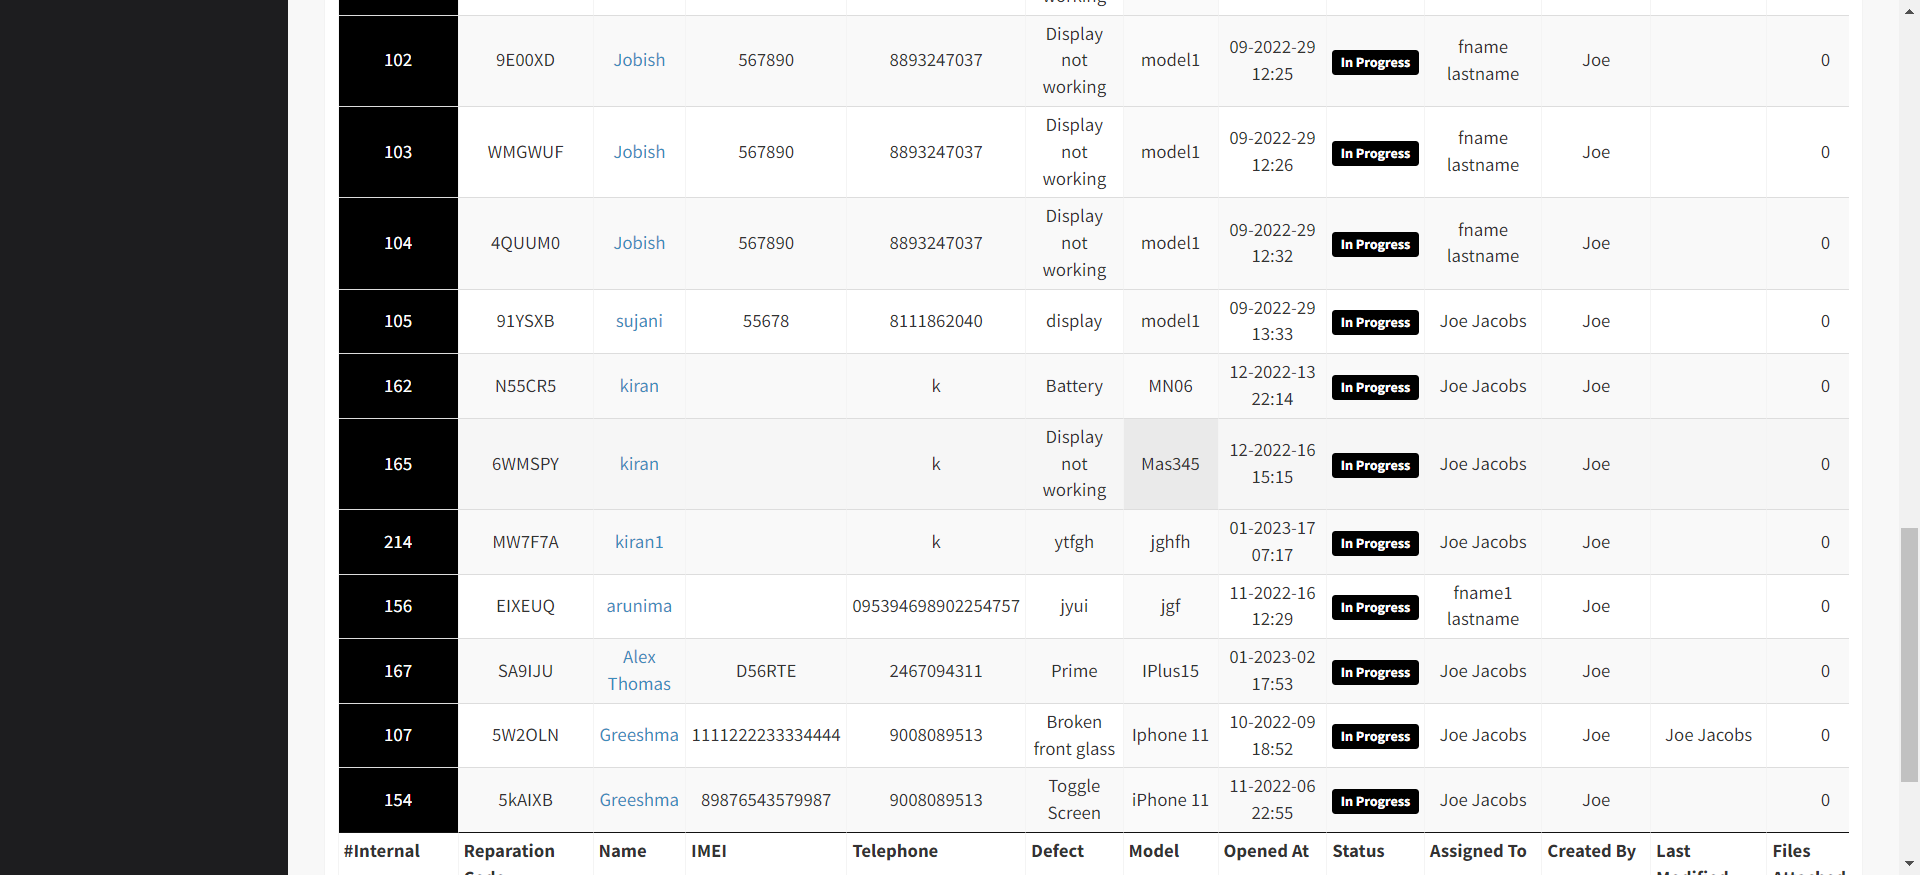 working
102 9E00XD Jobish 567890 8893247037 Display not working model1 09-2022-29 12:25 In Progress fname lastname Joe 0
103 WMGWUF Jobish 567890 8893247037 Display not working model1 09-2022-29 12:26 In Progress fname lastname Joe 0
104 4QUUM0 Jobish 567890 8893247037 Display not working model1 09-2022-29 12:32 In Progress fname lastname Joe 0
105 91YSXB sujani 55678 8111862040 display model1 09-2022-29 13:33 In Progress Joe Jacobs Joe 0
162 N55CR5 kiran k Battery MN06 12-2022-13 22:14 In Progress Joe Jacobs Joe 0
165 6WMSPY kiran k Display not working Mas345 12-2022-16 15:15 In Progress Joe Jacobs Joe 0
214 MW7F7A kiran1 k ytfgh jghfh 01-2023-17 07:17 In Progress Joe Jacobs Joe 0
156 EIXEUQ arunima 095394698902254757 jyui jgf 11-2022-16 12:29 In Progress fname1 lastname Joe 0
167 SA9IJU Alex Thomas D56RTE 2467094311 Prime IPlus15 01-2023-02 17:53 In Progress Joe Jacobs Joe 0
107 5W2OLN Greeshma 1111222233334444 9008089513 Broken front glass Iphone 11 10-2022-09 18:52 In Progress Joe Jacobs Joe Joe Jacobs 0
154 5kAIXB Greeshma 89876543579987 9008089513 Toggle Screen iPhone 11 11-2022-06 22:55 In Progress Joe Jacobs Joe 0
#Internal Reparation Code Name IMEI Telephone Defect Model Opened At Status Assigned To Created By Last Modified Files Attached